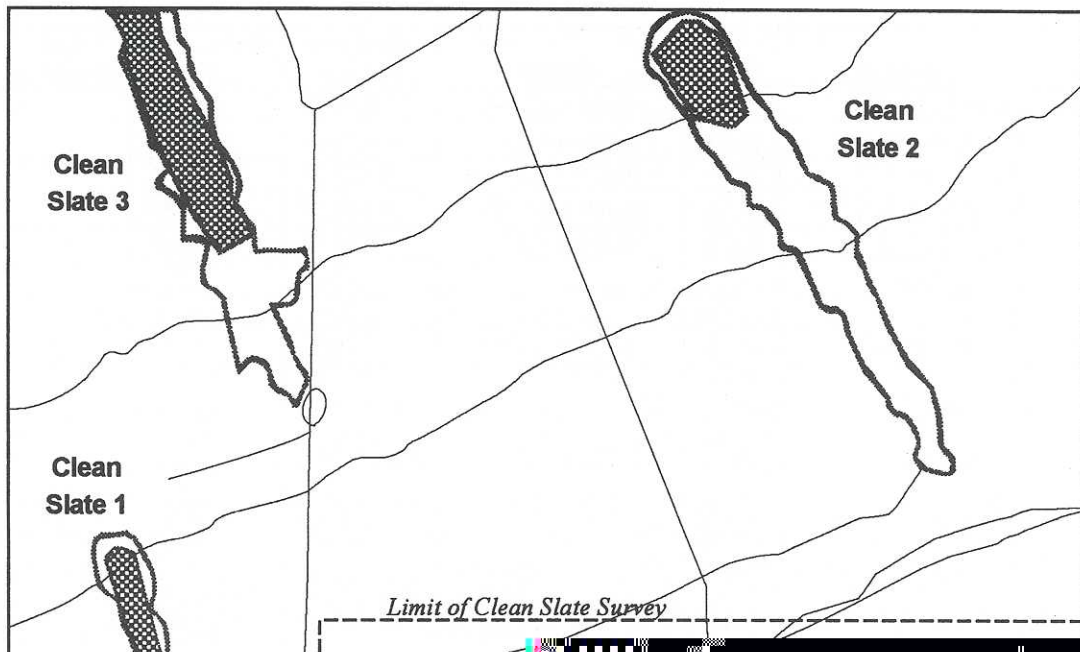 Clean
Slate 2
Clean
Slate 3
Clean
Slate 1
Limit of Clean Slate Survey